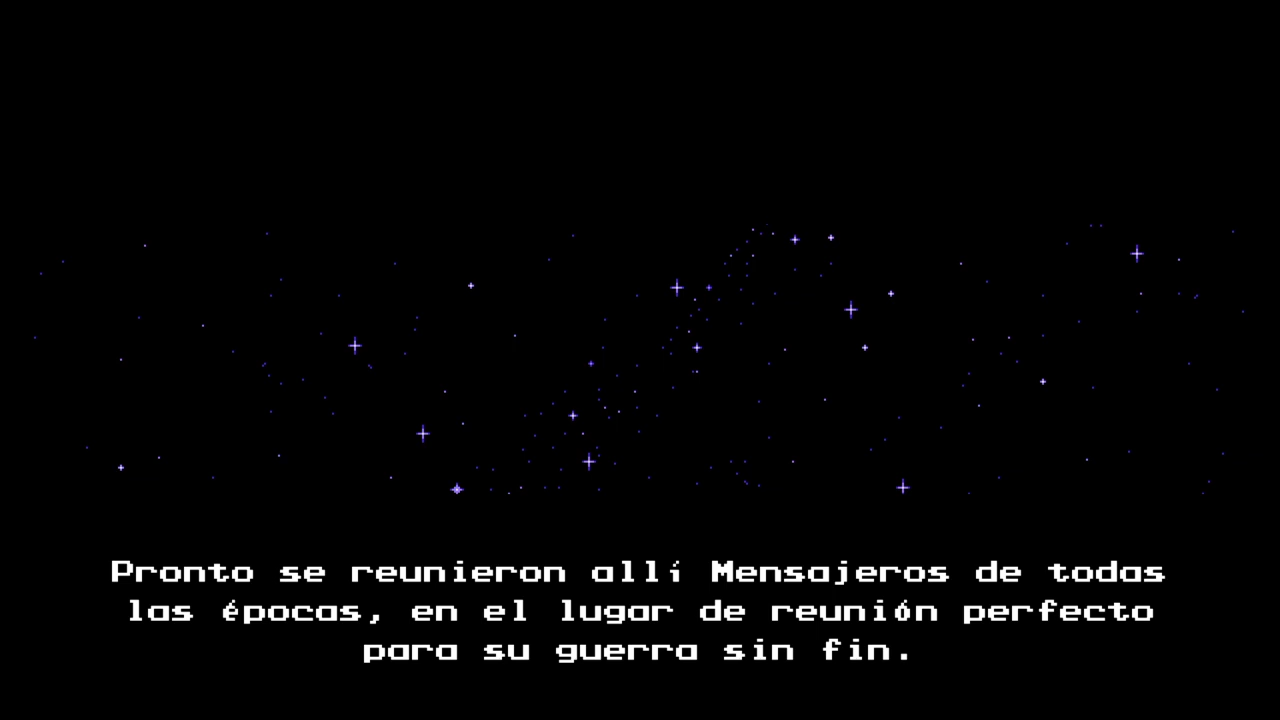 Pronto se reunieron allí Mensajeros de todas
las épocas, en el lugar de reunión perfecto
para su guerra sin fin.